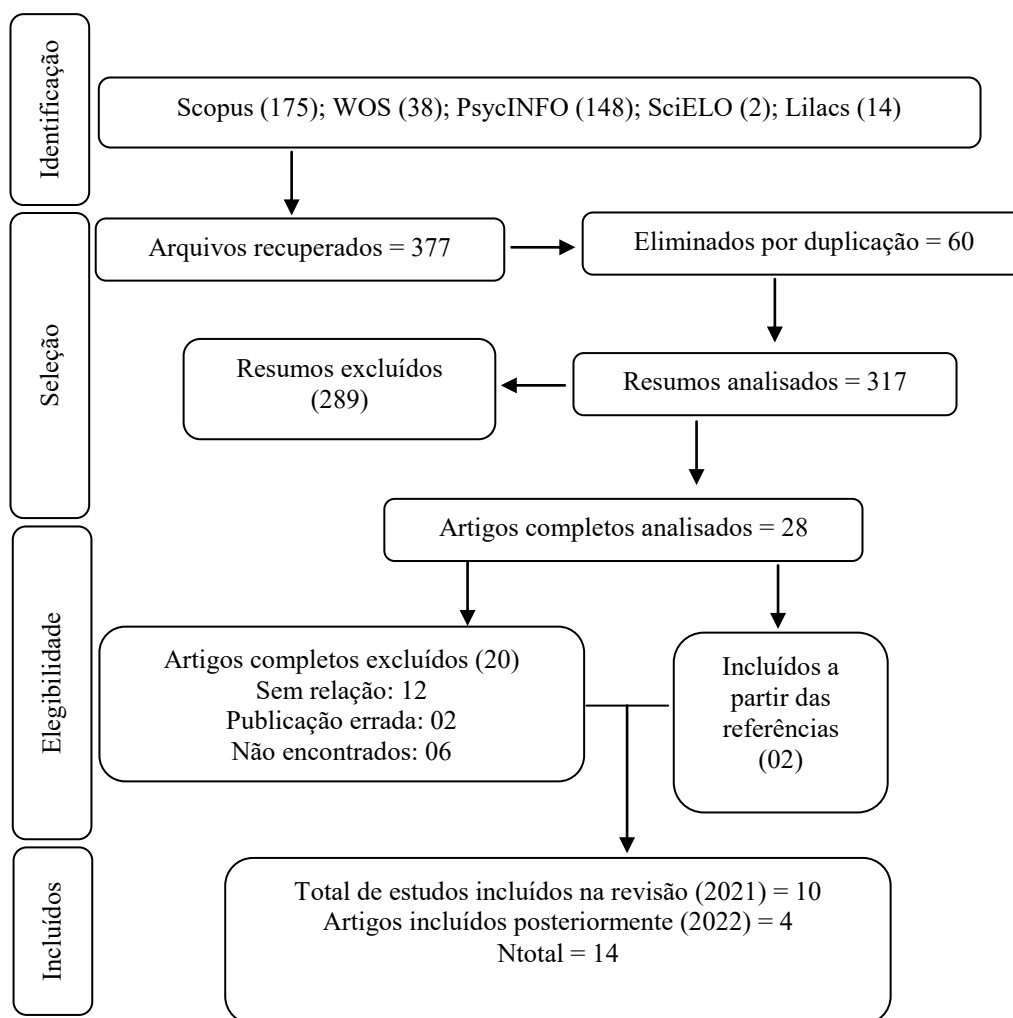 Identificação
Scopus (175); WOS (38); PsycINFO (148); SciELO (2); Lilacs (14)
Seleção
Arquivos recuperados = 377
Eliminados por duplicação = 60
Resumos excluídos
(289)
Resumos analisados = 317
Artigos completos analisados = 28
Elegibilidade
Artigos completos excluídos (20)
Sem relação: 12
Publicação errada: 02
Não encontrados: 06
Incluídos a
partir das
referências
(02)
Incluídos
Total de estudos incluídos na revisão (2021) = 10
Artigos incluídos posteriormente (2022) = 4
Ntotal = 14